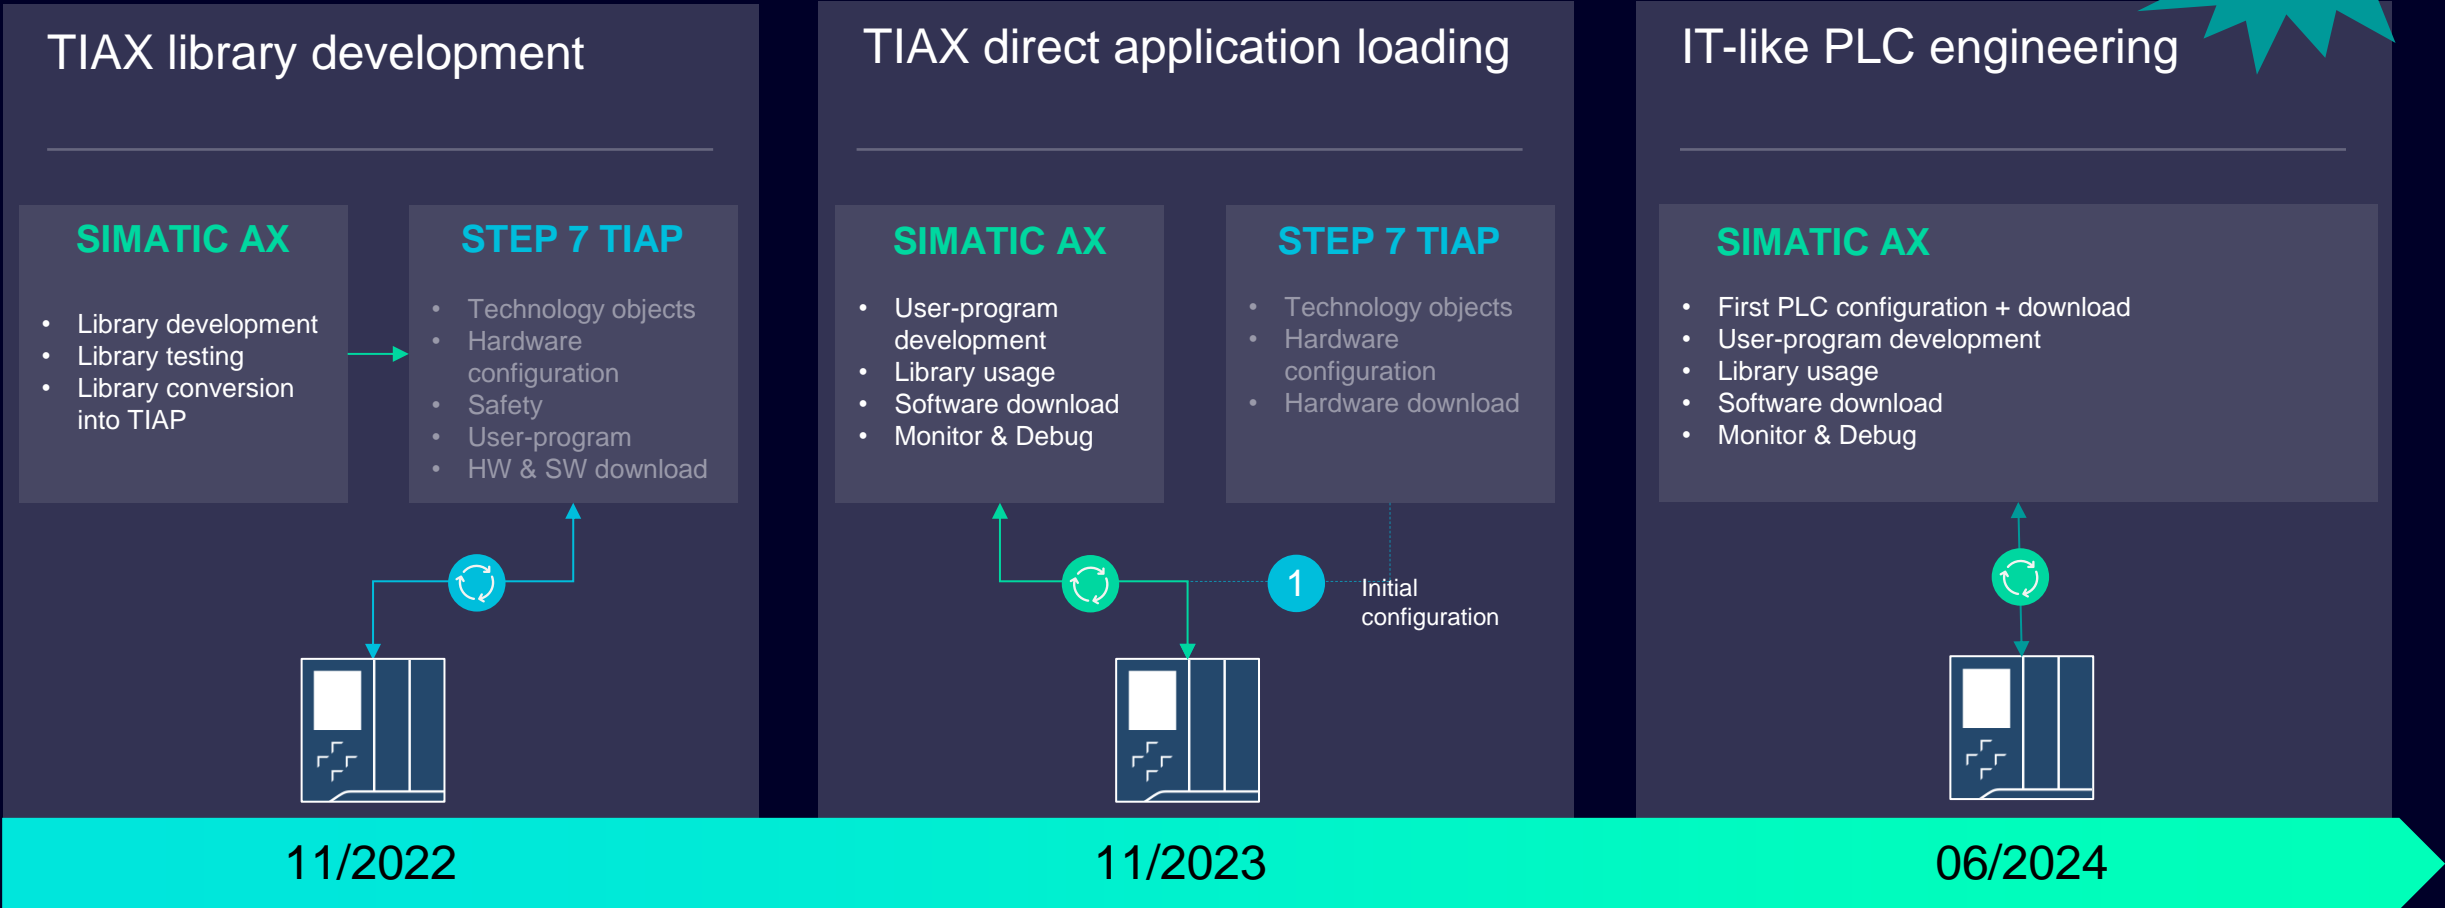 TIAX library development
SIMATIC AX
• Library development
• Library testing
• Library conversion
into TIAP
STEP 7 TIAP
• Technology objects
• Hardware
configuration
• Safety
• User-program
• HW & SW download
TIAX direct application loading
SIMATIC AX
• User-program
development
• Library usage
• Software download
• Monitor & Debug
STEP 7 TIAP
• Technology objects
• Hardware
configuration
• Hardware download
1
Initial
configuration
IT-like PLC engineering
SIMATIC AX
• First PLC configuration + download
• User-program development
• Library usage
• Software download
• Monitor & Debug
11/2022
11/2023
06/2024